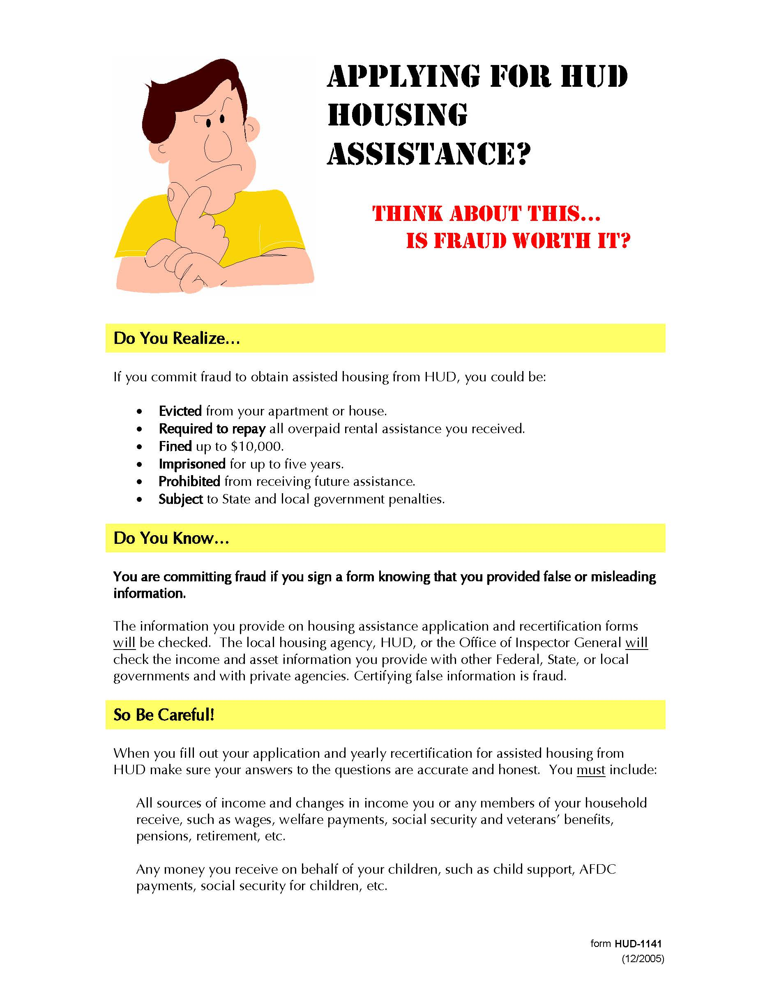 APPLYING FOR HUD
HOUSING
ASSISTANCE?
THINK ABOUT THIS...
IS FRAUD WORTH IT?
Do You Realize...
If you commit fraud to obtain assisted housing from HUD, you could be:
• Evicted from your apartment or house.
• Required to repay all overpaid rental assistance you received.
• Fined up to $10,000.
• Imprisoned for up to five years.
• Prohibited from receiving future assistance.
• Subject to State and local government penalties.
Do You Know...
You are committing fraud if you sign a form knowing that you provided false or misleading
information.
The information you provide on housing assistance application and recertification forms
will be checked.  The local housing agency, HUD, or the Office of Inspector General will
check the income and asset information you provide with other Federal, State, or local
governments and with private agencies. Certifying false information is fraud.
So Be Careful!
When you fill out your application and yearly recertification for assisted housing from
HUD make sure your answers to the questions are accurate and honest.  You must include:
All sources of income and changes in income you or any members of your household
receive, such as wages, welfare payments, social security and veterans’ benefits,
pensions, retirement, etc.
Any money you receive on behalf of your children, such as child support, AFDC
payments, social security for children, etc.
form HUD-1141
(12/2005)